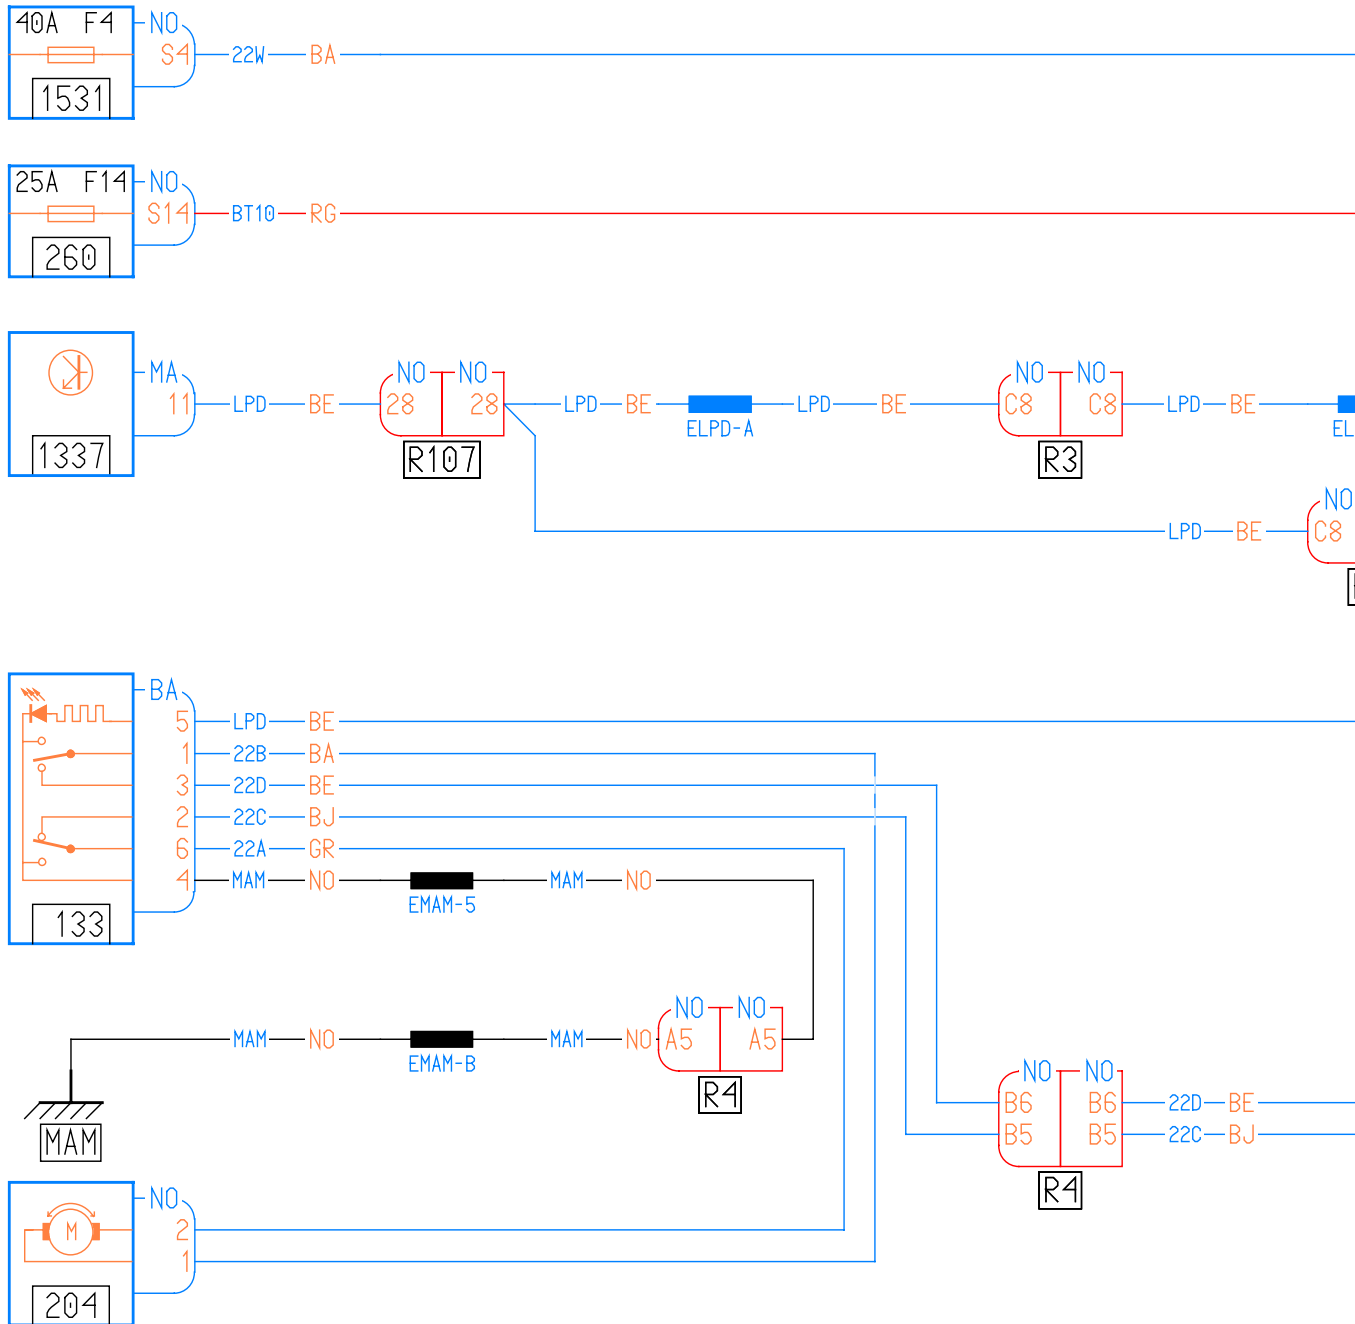 40A F4 NO
S4 22W BA
1531
25A F14 NO
S14 BT10 RG
260
MA NO NO NO NO
11 LPD BE 28 28 LPD BE LPD BE C8 C8 LPD BE
ELPD-A EL
1337 R107 R3
NO
LPD BE C8
BA
5 LPD BE
1 22B BA
3 22D BE
2 22C BJ
6 22A GR
4 MAM NO MAM NO
EMAM-5
133
NO NO
MAM NO MAM NO A5 A5
EMAM-B
R4
NO NO
B6 B6 22D BE
B5 B5 22C BJ
MAM
R4
NO
M 2
1
204